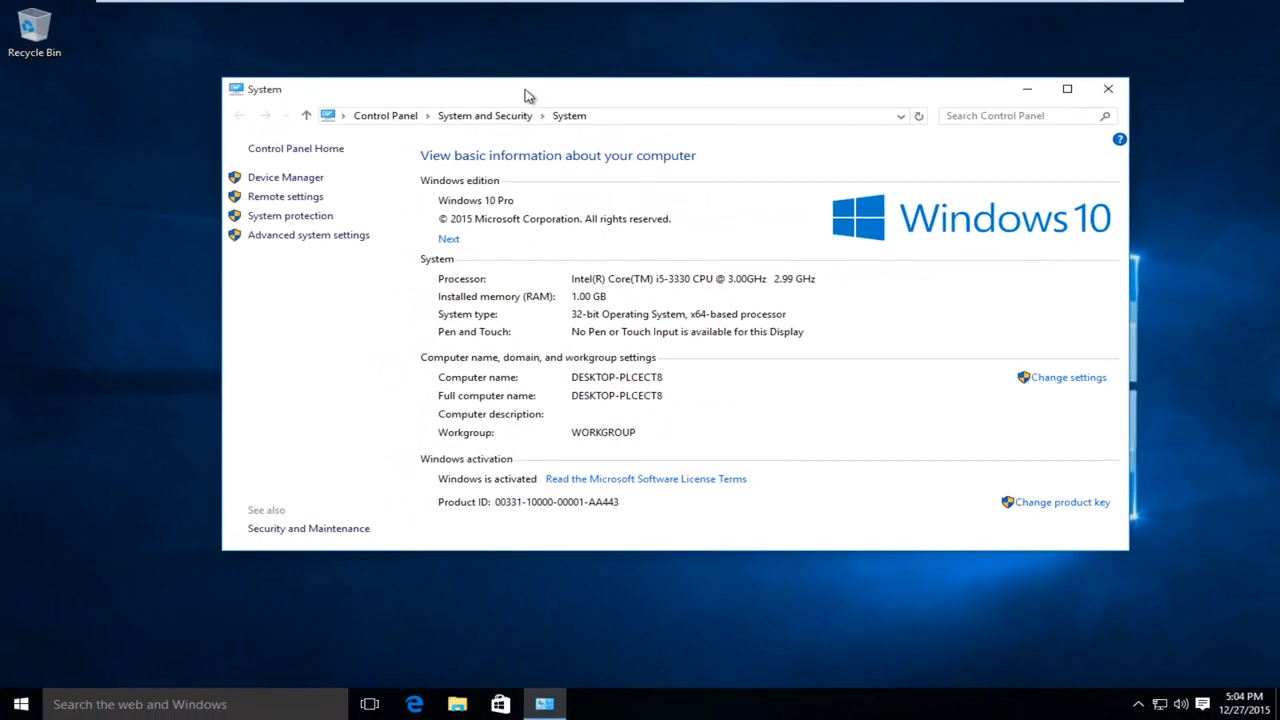 Recycle Bin
System
Control Panel > System and Security > System
Search Control Panel
Control Panel Home
Device Manager
Remote settings
System protection
Advanced system settings
See also
Security and Maintenance
View basic information about your computer
Windows edition
Windows 10 Pro
© 2015 Microsoft Corporation. All rights reserved.
Next
Windows 10
System
Processor: Intel(R) Core(TM) i5-3330 CPU @ 3.00GHz 2.99 GHz
Installed memory (RAM): 1.00 GB
System type: 32-bit Operating System, x64-based processor
Pen and Touch: No Pen or Touch Input is available for this Display
Computer name, domain, and workgroup settings
Computer name: DESKTOP-PLCECT8
Change settings
Full computer name: DESKTOP-PLCECT8
Computer description:
Workgroup: WORKGROUP
Windows activation
Windows is activated Read the Microsoft Software License Terms
Product ID: 00331-10000-00001-AA443
Change product key
Search the web and Windows
5:04 PM
12/27/2015